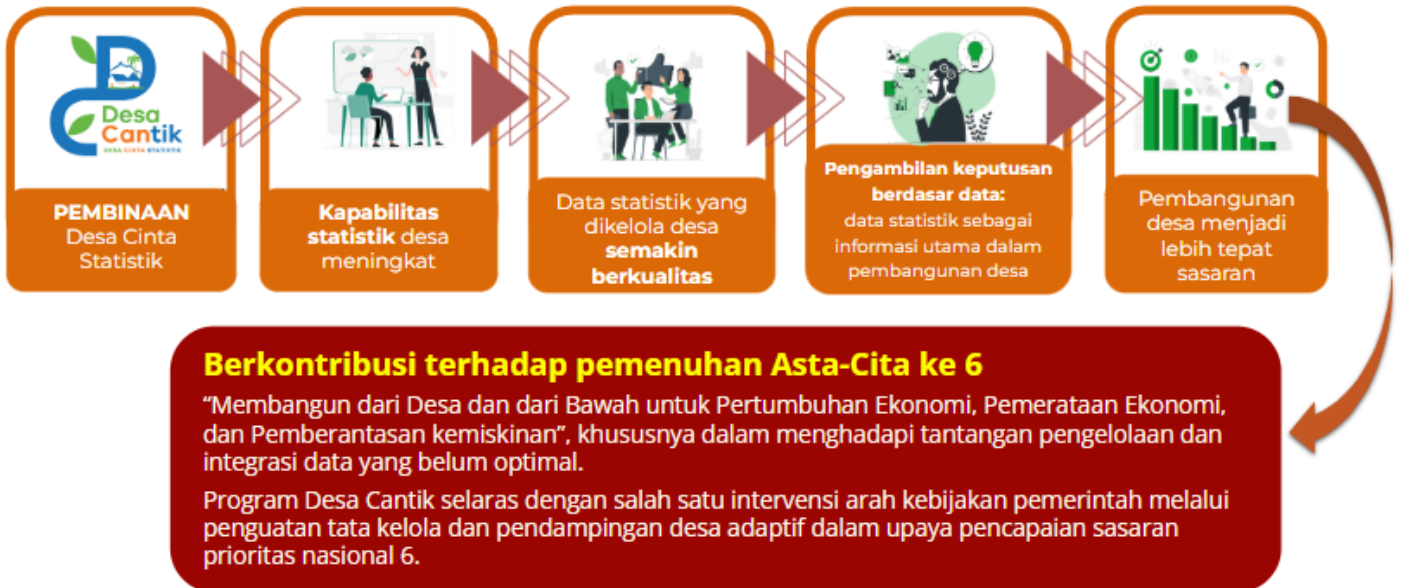 Desa
Cantik
DESA CINTA STATISTIK
PEMBINAAN
Desa Cinta
Statistik
Kapabilitas
statistik desa
meningkat
Data statistik yang
dikelola desa
semakin
berkualitas
Pengambilan keputusan
berdasar data:
data statistik sebagai
informasi utama dalam
pembangunan desa
Pembangunan
desa menjadi
lebih tepat
sasaran
Berkontribusi terhadap pemenuhan Asta-Cita ke 6
“Membangun dari Desa dan dari Bawah untuk Pertumbuhan Ekonomi, Pemerataan Ekonomi,
dan Pemberantasan kemiskinan”, khususnya dalam menghadapi tantangan pengelolaan dan
integrasi data yang belum optimal.
Program Desa Cantik selaras dengan salah satu intervensi arah kebijakan pemerintah melalui
penguatan tata kelola dan pendampingan desa adaptif dalam upaya pencapaian sasaran
prioritas nasional 6.